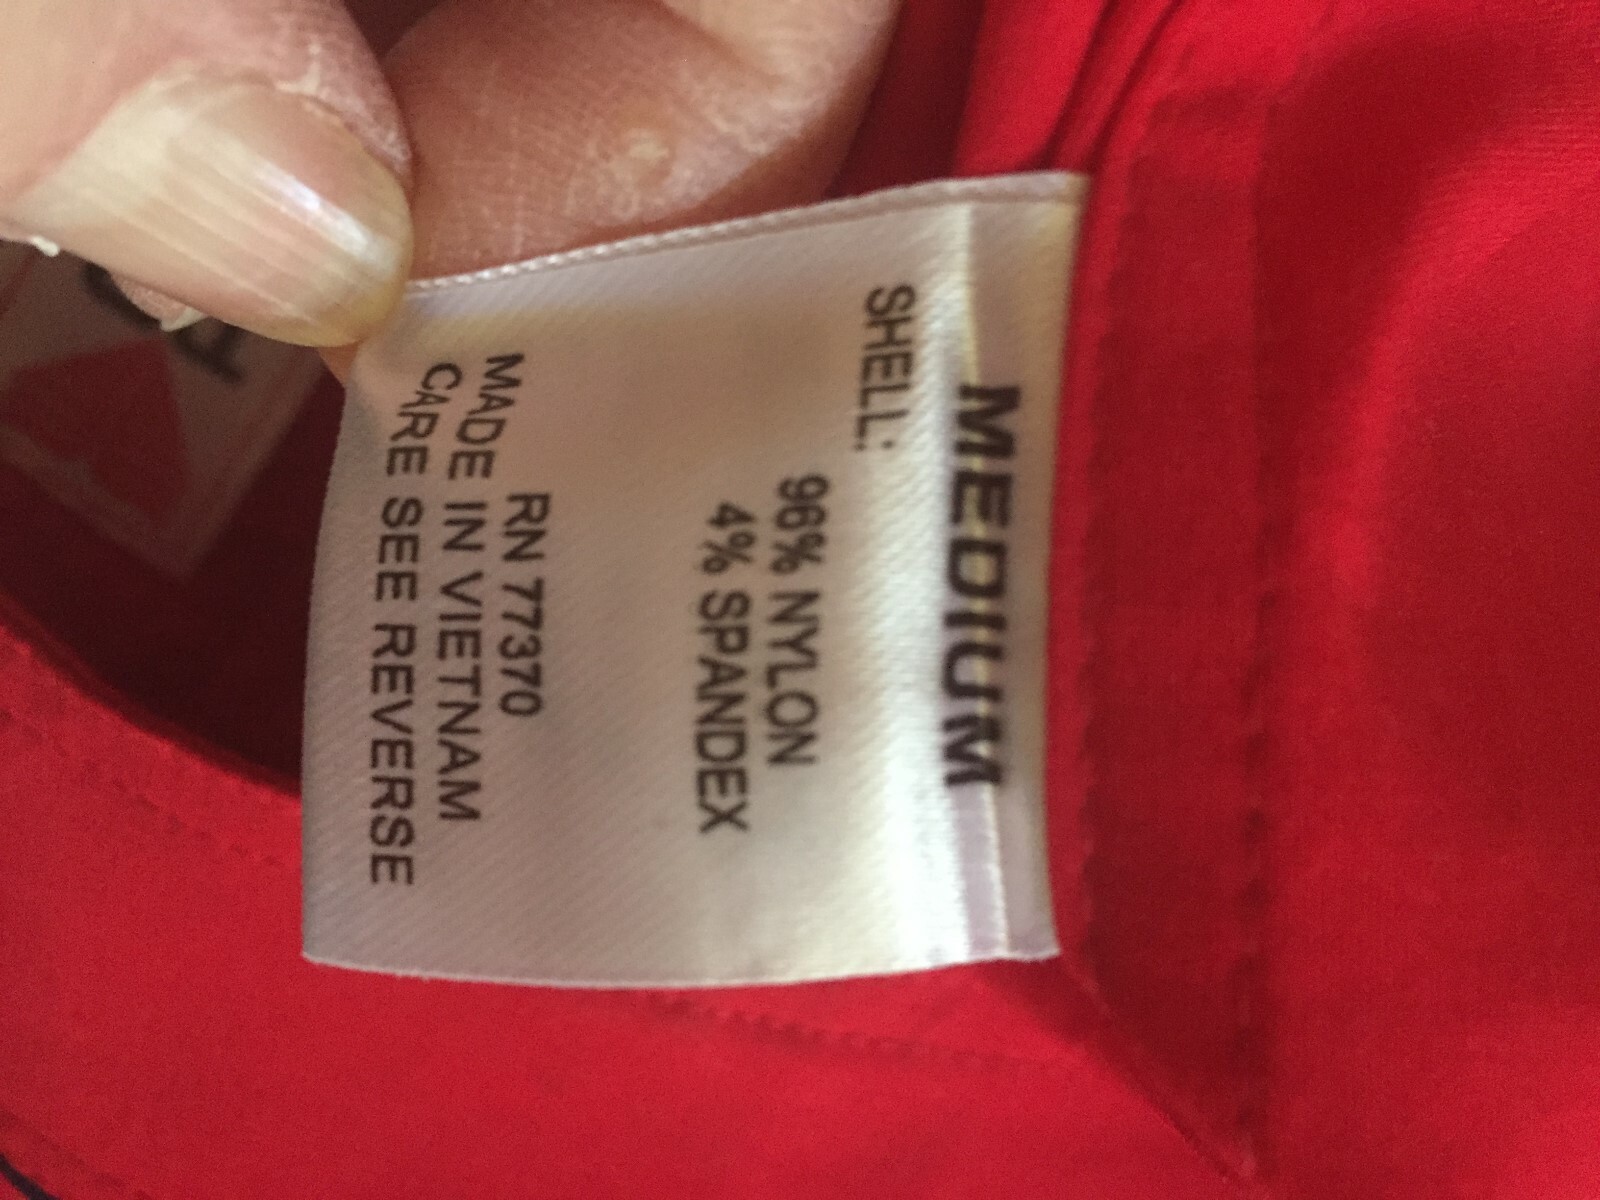 MEDIUM
SHELL:
96% NYLON
4% SPANDEX
RN 77370
MADE IN VIETNAM
CARE SEE REVERSE